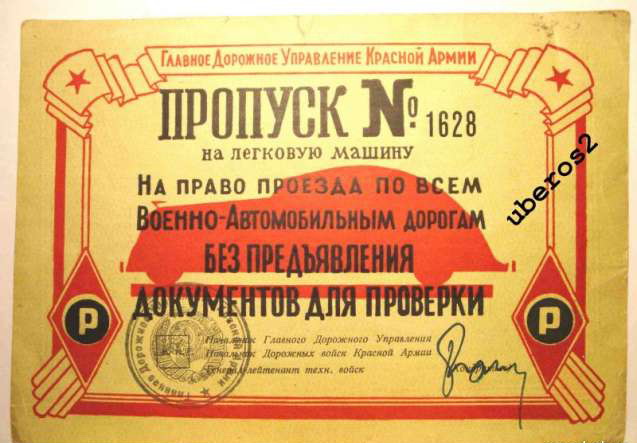 Главное Дорожное Управление Красной Армии
ПРОПУСК № 1628
на легковую машину
На право проезда по всем
Военно-Автомобильным дорогам
без предъявления
документов для проверки
Начальник Главного Дорожного Управления
Начальник Дорожных войск Красной Армии
Генерал-лейтенант техн. войск
Р
Р
uberos2